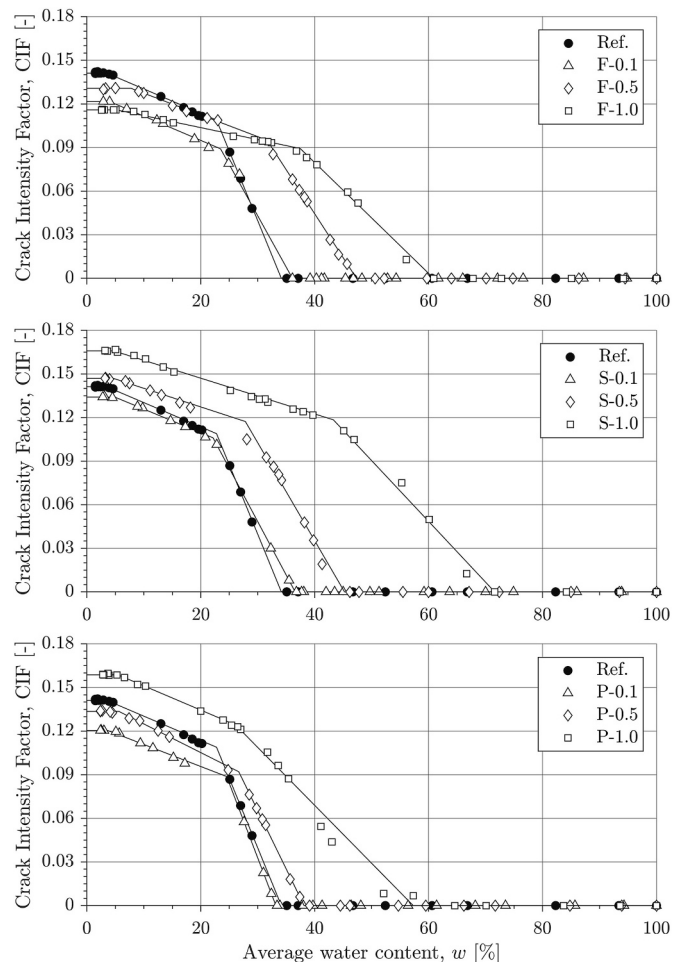 0.18
0.15
0.12
0.09
0.06
0.03
0
Crack Intensity Factor, CIF [-]
Ref.
F-0.1
F-0.5
F-1.0
0 20 40 60 80 100
0.18
0.15
0.12
0.09
0.06
0.03
0
Crack Intensity Factor, CIF [-]
Ref.
S-0.1
S-0.5
S-1.0
0 20 40 60 80 100
0.18
0.15
0.12
0.09
0.06
0.03
0
Crack Intensity Factor, CIF [-]
Ref.
P-0.1
P-0.5
P-1.0
0 20 40 60 80 100
Average water content, w [%]